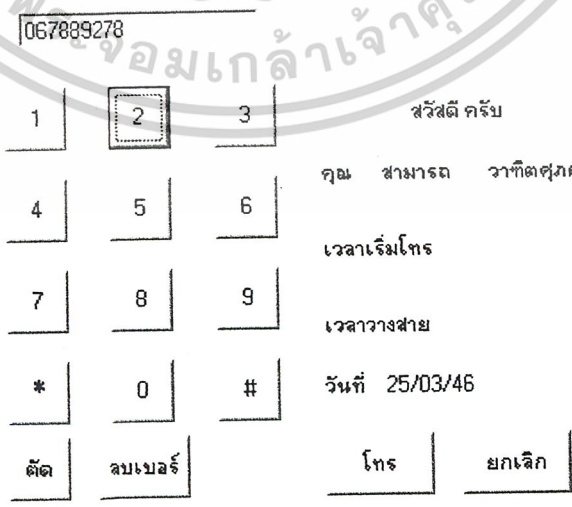 067889278
1 2 3 สวัสดี ครับ
คุณ สามารถ
4 5 6
เวลาเริ่มโทร
7 8 9
เวลาวางสาย
* 0 # วันที่ 25/03/46
ตัด ลบเบอร์ โทร ยกเลิก